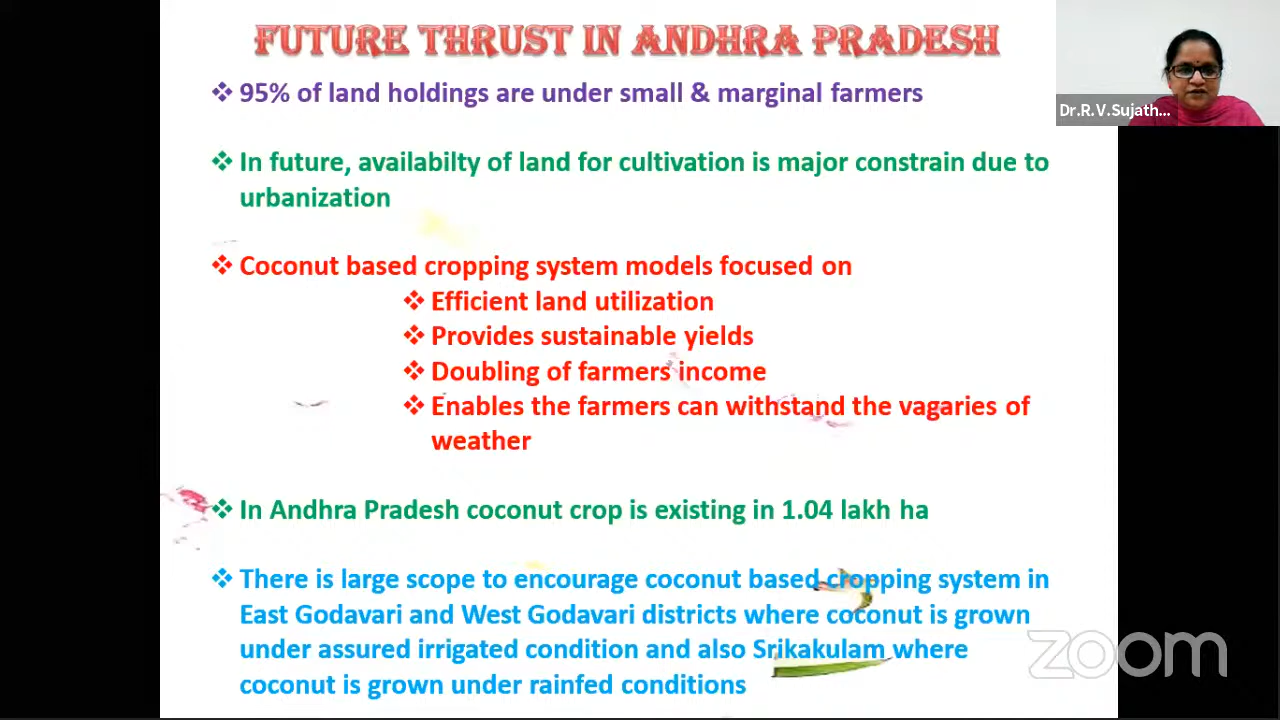 FUTURE THRUST IN ANDHRA PRADESH
❖ 95% of land holdings are under small & marginal farmers
Dr.R.V.Sujath...
❖ In future, availabilty of land for cultivation is major constrain due to
urbanization
❖ Coconut based cropping system models focused on
❖ Efficient land utilization
❖ Provides sustainable yields
❖ Doubling of farmers income
❖ Enables the farmers can withstand the vagaries of
weather
❖ In Andhra Pradesh coconut crop is existing in 1.04 lakh ha
❖ There is large scope to encourage coconut based cropping system in
East Godavari and West Godavari districts where coconut is grown
under assured irrigated condition and also Srikakulam where
coconut is grown under rainfed conditions
zoom